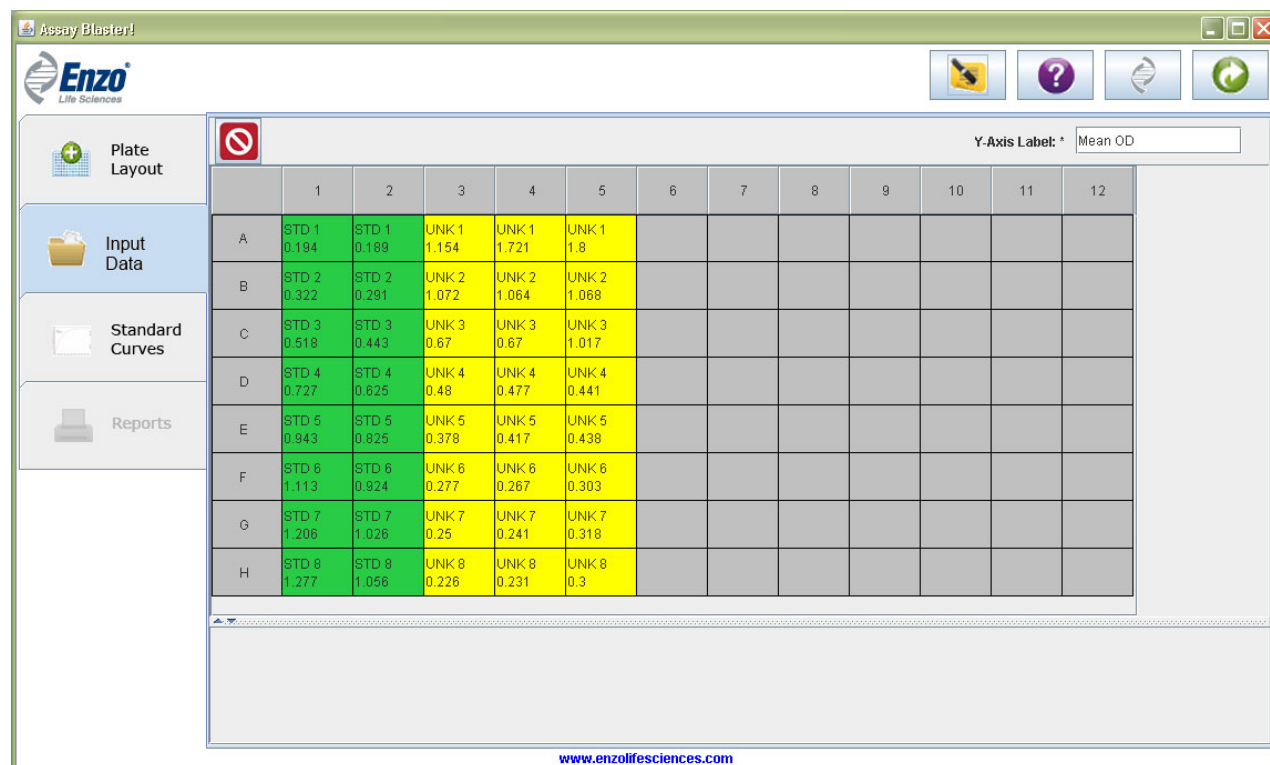 Assay Blaster!
Enzo
Life Sciences
?
Plate
Layout
Input
Data
Standard
Curves
Reports
Y-Axis Label: * Mean OD
1 2 3 4 5 6 7 8 9 10 11 12
A STD 1 STD 1 UNK 1 UNK 1 UNK 1
0.194 0.189 1.154 1.721 1.8
B STD 2 STD 2 UNK 2 UNK 2 UNK 2
0.322 0.291 1.072 1.064 1.068
C STD 3 STD 3 UNK 3 UNK 3 UNK 3
0.518 0.443 0.67 0.67 1.017
D STD 4 STD 4 UNK 4 UNK 4 UNK 4
0.727 0.625 0.48 0.477 0.441
E STD 5 STD 5 UNK 5 UNK 5 UNK 5
0.943 0.825 0.378 0.417 0.438
F STD 6 STD 6 UNK 6 UNK 6 UNK 6
1.113 0.924 0.277 0.267 0.303
G STD 7 STD 7 UNK 7 UNK 7 UNK 7
1.206 1.026 0.25 0.241 0.318
H STD 8 STD 8 UNK 8 UNK 8 UNK 8
1.277 1.056 0.226 0.231 0.3
www.enzolifesciences.com